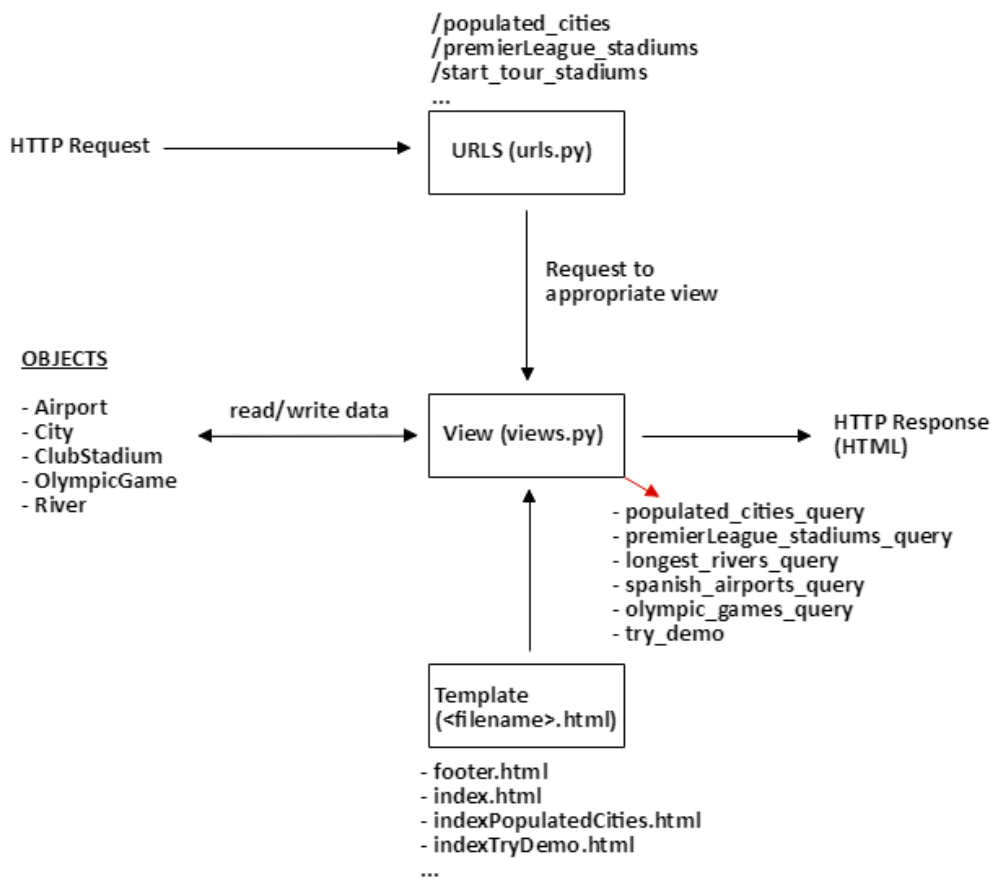 /populated_cities
/premierLeague_stadiums
/start_tour_stadiums
...
HTTP Request
URLS (urls.py)
Request to
appropriate view
OBJECTS
- Airport
- City
- ClubStadium
- OlympicGame
- River
read/write data
View (views.py)
HTTP Response
(HTML)
- populated_cities_query
- premierLeague_stadiums_query
- longest_rivers_query
- spanish_airports_query
- olympic_games_query
- try_demo
Template
(<filename>.html)
- footer.html
- index.html
- indexPopulatedCities.html
- indexTryDemo.html
...